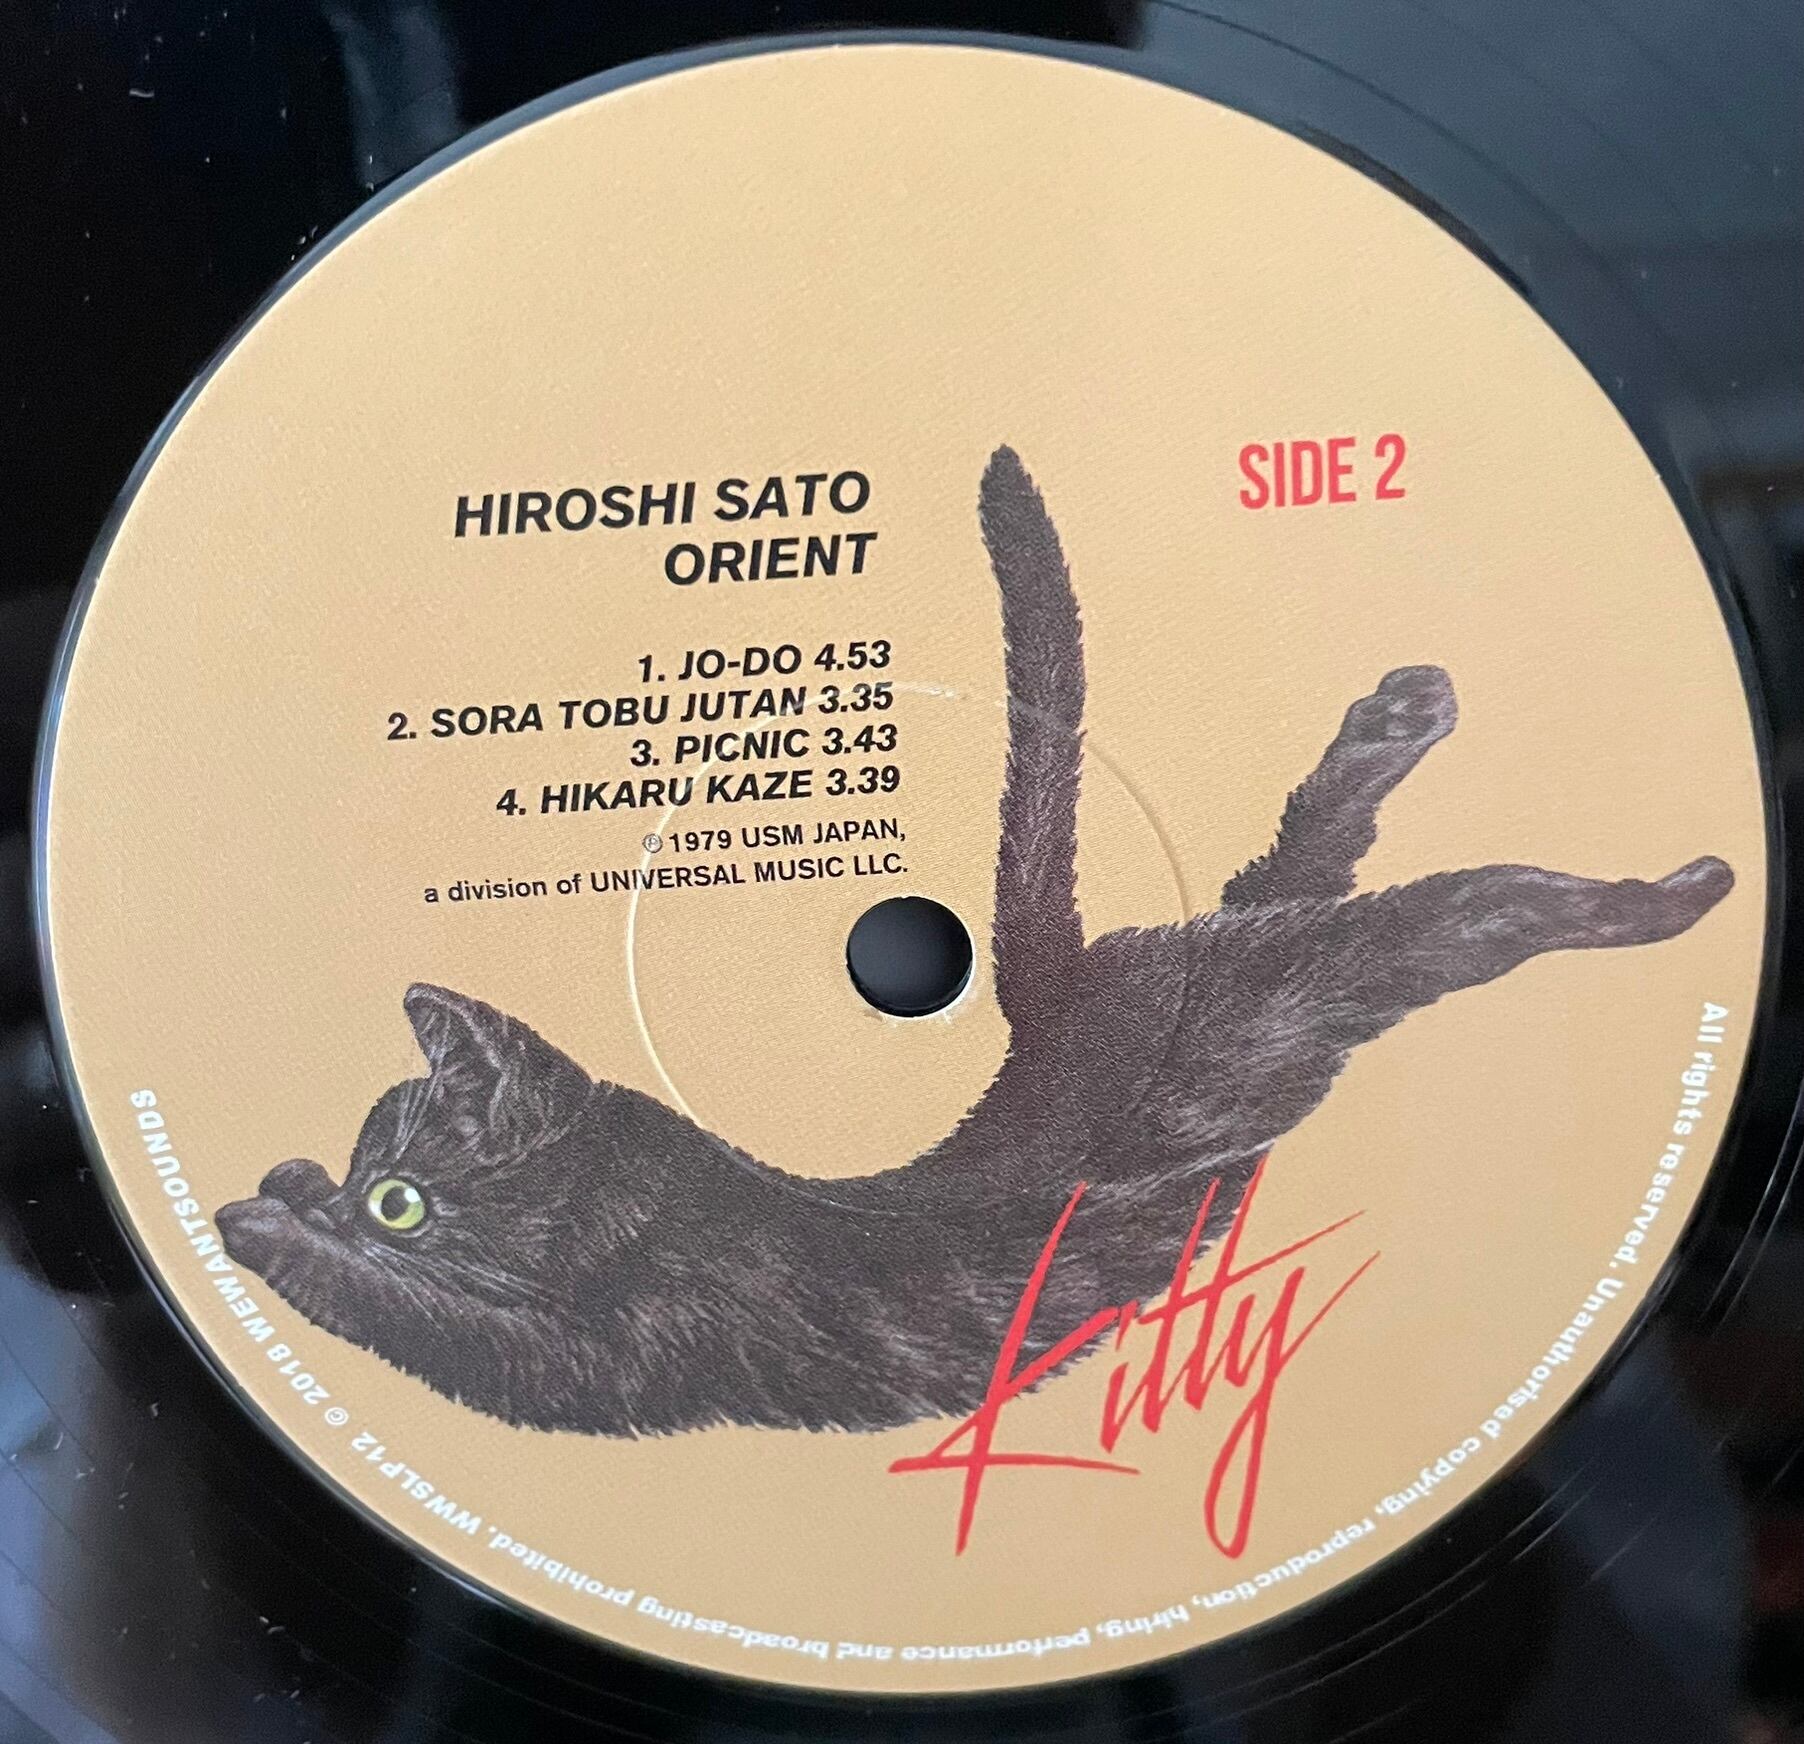 SIDE 2
HIROSHI SATO
ORIENT
1. JO-DO 4.53
2. SORA TOBU JUTAN 3.35
3. PICNIC 3.43
4. HIKARU KAZE 3.39
℗ 1979 USM JAPAN,
a division of UNIVERSAL MUSIC LLC.
Kitty
All rights reserved. Unauthorised copying, reproduction, hiring, performance and broadcasting prohibited. WWSLP12 © 2018 WEWANTSOUNDS